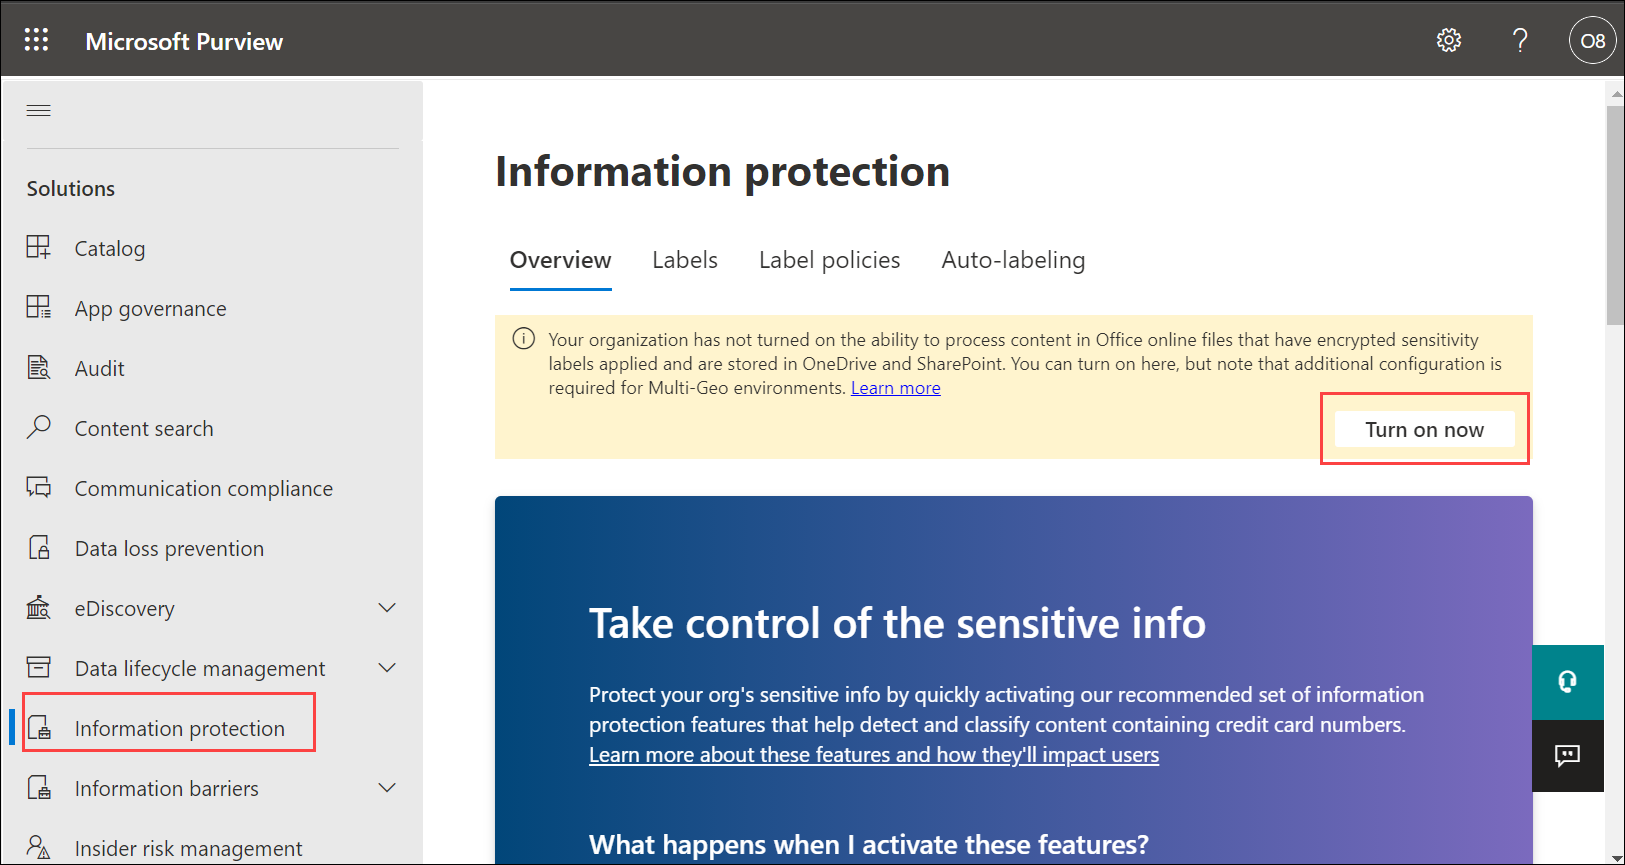 Microsoft Purview
?
O8
Solutions
Catalog
App governance
Audit
Content search
Communication compliance
Data loss prevention
eDiscovery
Data lifecycle management
Information protection
Information barriers
Insider risk management
Information protection
Overview
Labels
Label policies
Auto-labeling
Your organization has not turned on the ability to process content in Office online files that have encrypted sensitivity
labels applied and are stored in OneDrive and SharePoint. You can turn on here, but note that additional configuration is
required for Multi-Geo environments. Learn more
Turn on now
Take control of the sensitive info
Protect your org's sensitive info by quickly activating our recommended set of information
protection features that help detect and classify content containing credit card numbers.
Learn more about these features and how they'll impact users
What happens when I activate these features?